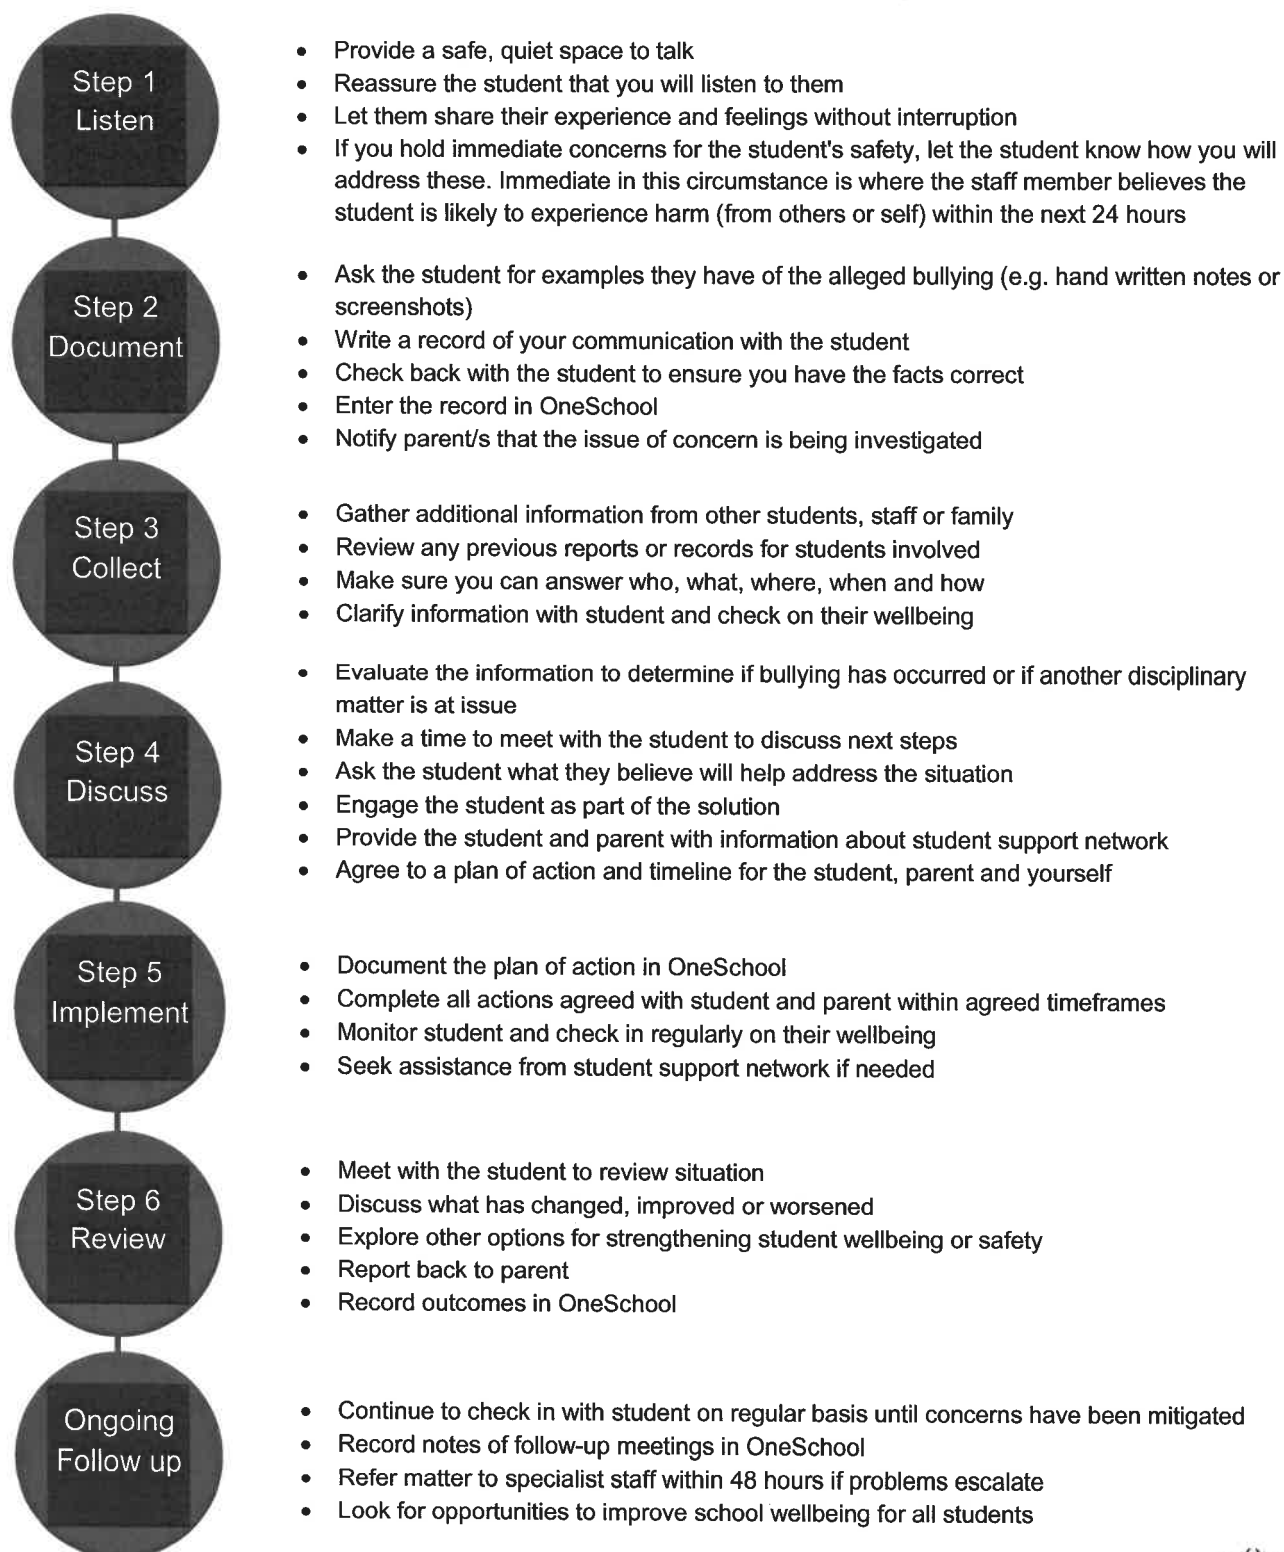 Step 1
Listen
• Provide a safe, quiet space to talk
• Reassure the student that you will listen to them
• Let them share their experience and feelings without interruption
• If you hold immediate concerns for the student's safety, let the student know how you will
address these. Immediate in this circumstance is where the staff member believes the
student is likely to experience harm (from others or self) within the next 24 hours
Step 2
Document
• Ask the student for examples they have of the alleged bullying (e.g. hand written notes or
screenshots)
• Write a record of your communication with the student
• Check back with the student to ensure you have the facts correct
• Enter the record in OneSchool
• Notify parent/s that the issue of concern is being investigated
Step 3
Collect
• Gather additional information from other students, staff or family
• Review any previous reports or records for students involved
• Make sure you can answer who, what, where, when and how
• Clarify information with student and check on their wellbeing
Step 4
Discuss
• Evaluate the information to determine if bullying has occurred or if another disciplinary
matter is at issue
• Make a time to meet with the student to discuss next steps
• Ask the student what they believe will help address the situation
• Engage the student as part of the solution
• Provide the student and parent with information about student support network
• Agree to a plan of action and timeline for the student, parent and yourself
Step 5
Implement
• Document the plan of action in OneSchool
• Complete all actions agreed with student and parent within agreed timeframes
• Monitor student and check in regularly on their wellbeing
• Seek assistance from student support network if needed
Step 6
Review
• Meet with the student to review situation
• Discuss what has changed, improved or worsened
• Explore other options for strengthening student wellbeing or safety
• Report back to parent
• Record outcomes in OneSchool
Ongoing
Follow up
• Continue to check in with student on regular basis until concerns have been mitigated
• Record notes of follow-up meetings in OneSchool
• Refer matter to specialist staff within 48 hours if problems escalate
• Look for opportunities to improve school wellbeing for all students